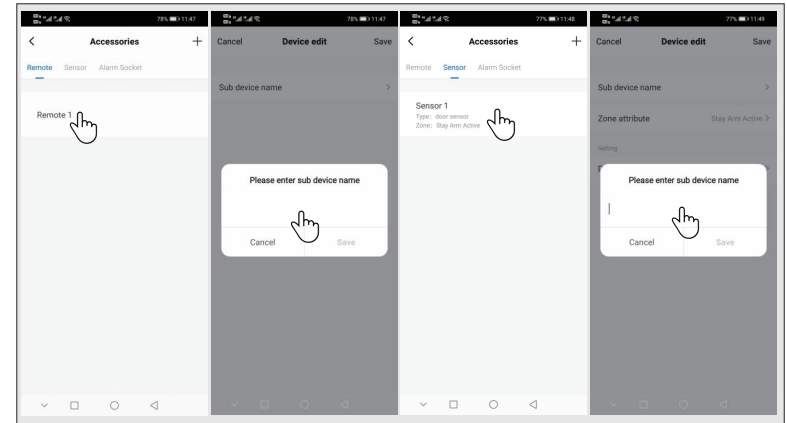 78% 11:47
Accessories +
Remote Sensor Alarm Socket
Remote 1
78% 11:47
Cancel Device edit Save
Sub device name
Please enter sub device name
Cancel Save
77% 11:48
Accessories +
Remote Sensor Alarm Socket
Sensor 1
Type: door sensor
Zone: Stay Arm Active
77% 11:49
Cancel Device edit Save
Sub device name
Zone attribute Stay Arm Active
Setting
Please enter sub device name
Cancel Save